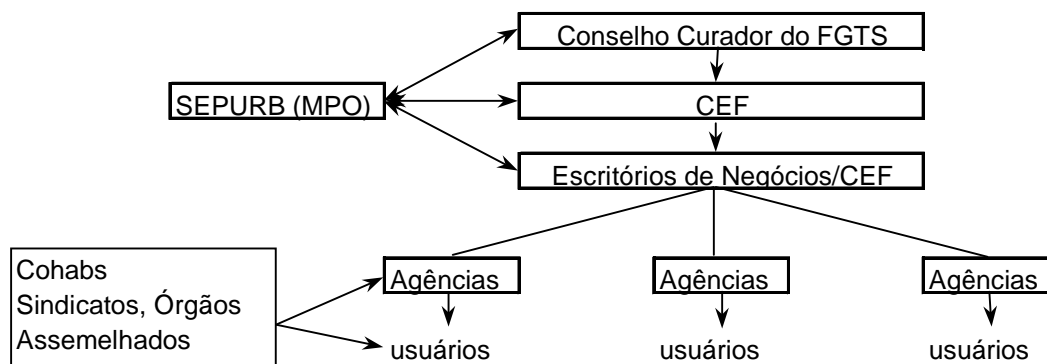 Conselho Curador do FGTS
SEPURB (MPO)
CEF
Escritórios de Negócios/CEF
Cohabs
Sindicatos, Órgãos
Assemelhados
Agências
Agências
Agências
usuários
usuários
usuários